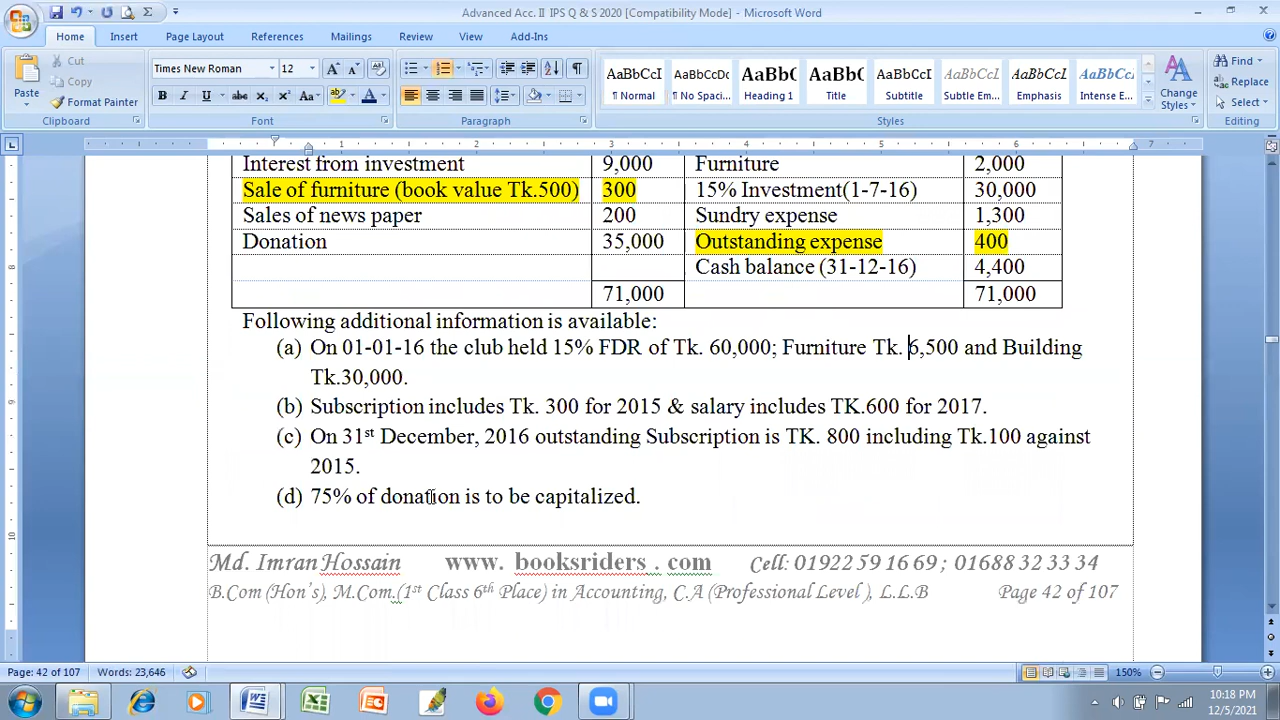 Advanced Acc. II IPS Q & S 2020 [Compatibility Mode] - Microsoft Word
Home Insert Page Layout References Mailings Review View Add-Ins
Paste Cut Copy Format Painter
Times New Roman 12
AaBbCcI AaBbCcDc AaBbC AaBbC AaBbCcI AaBbCcI AaBbCcI AaBbCcI
¶ Normal ¶ No Spaci... Heading 1 Title Subtitle Subtle Em... Emphasis Intense E...
Change Styles
Find Replace Select
Clipboard Font Paragraph Styles Editing
1 2 3 4 5 6 7
Interest from investment 9,000 Furniture 2,000
Sale of furniture (book value Tk.500) 300 15% Investment(1-7-16) 30,000
Sales of news paper 200 Sundry expense 1,300
Donation 35,000 Outstanding expense 400
Cash balance (31-12-16) 4,400
71,000 71,000
Following additional information is available:
(a) On 01-01-16 the club held 15% FDR of Tk. 60,000; Furniture Tk. 6,500 and Building
Tk.30,000.
(b) Subscription includes Tk. 300 for 2015 & salary includes TK.600 for 2017.
(c) On 31st December, 2016 outstanding Subscription is TK. 800 including Tk.100 against
2015.
(d) 75% of donation is to be capitalized.
Md. Imran Hossain www. booksriders . com Cell: 01922 59 16 69 ; 01688 32 33 34
B.Com (Hon's), M.Com.(1st Class 6th Place) in Accounting, C.A (Professional Level ), L.L.B Page 42 of 107
Page: 42 of 107 Words: 23,646 150%
10:18 PM
12/5/2021